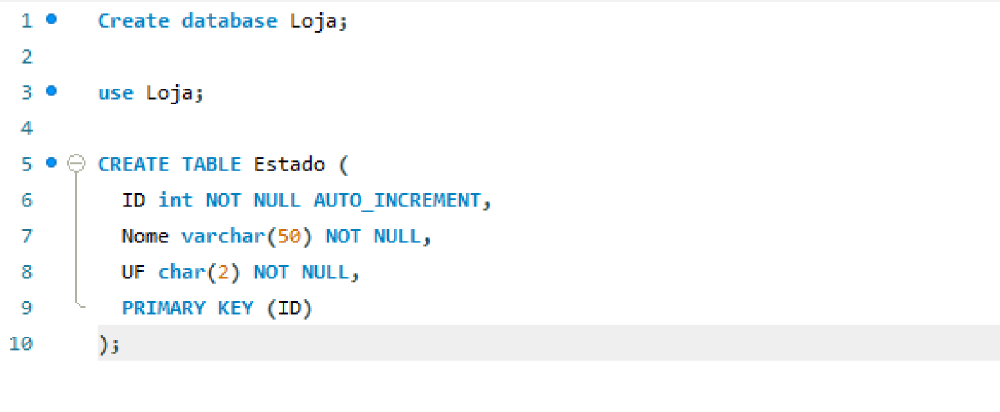 1 Create database Loja;
2
3 use Loja;
4
5 CREATE TABLE Estado (
6 ID int NOT NULL AUTO_INCREMENT,
7 Nome varchar(50) NOT NULL,
8 UF char(2) NOT NULL,
9 PRIMARY KEY (ID)
10 );